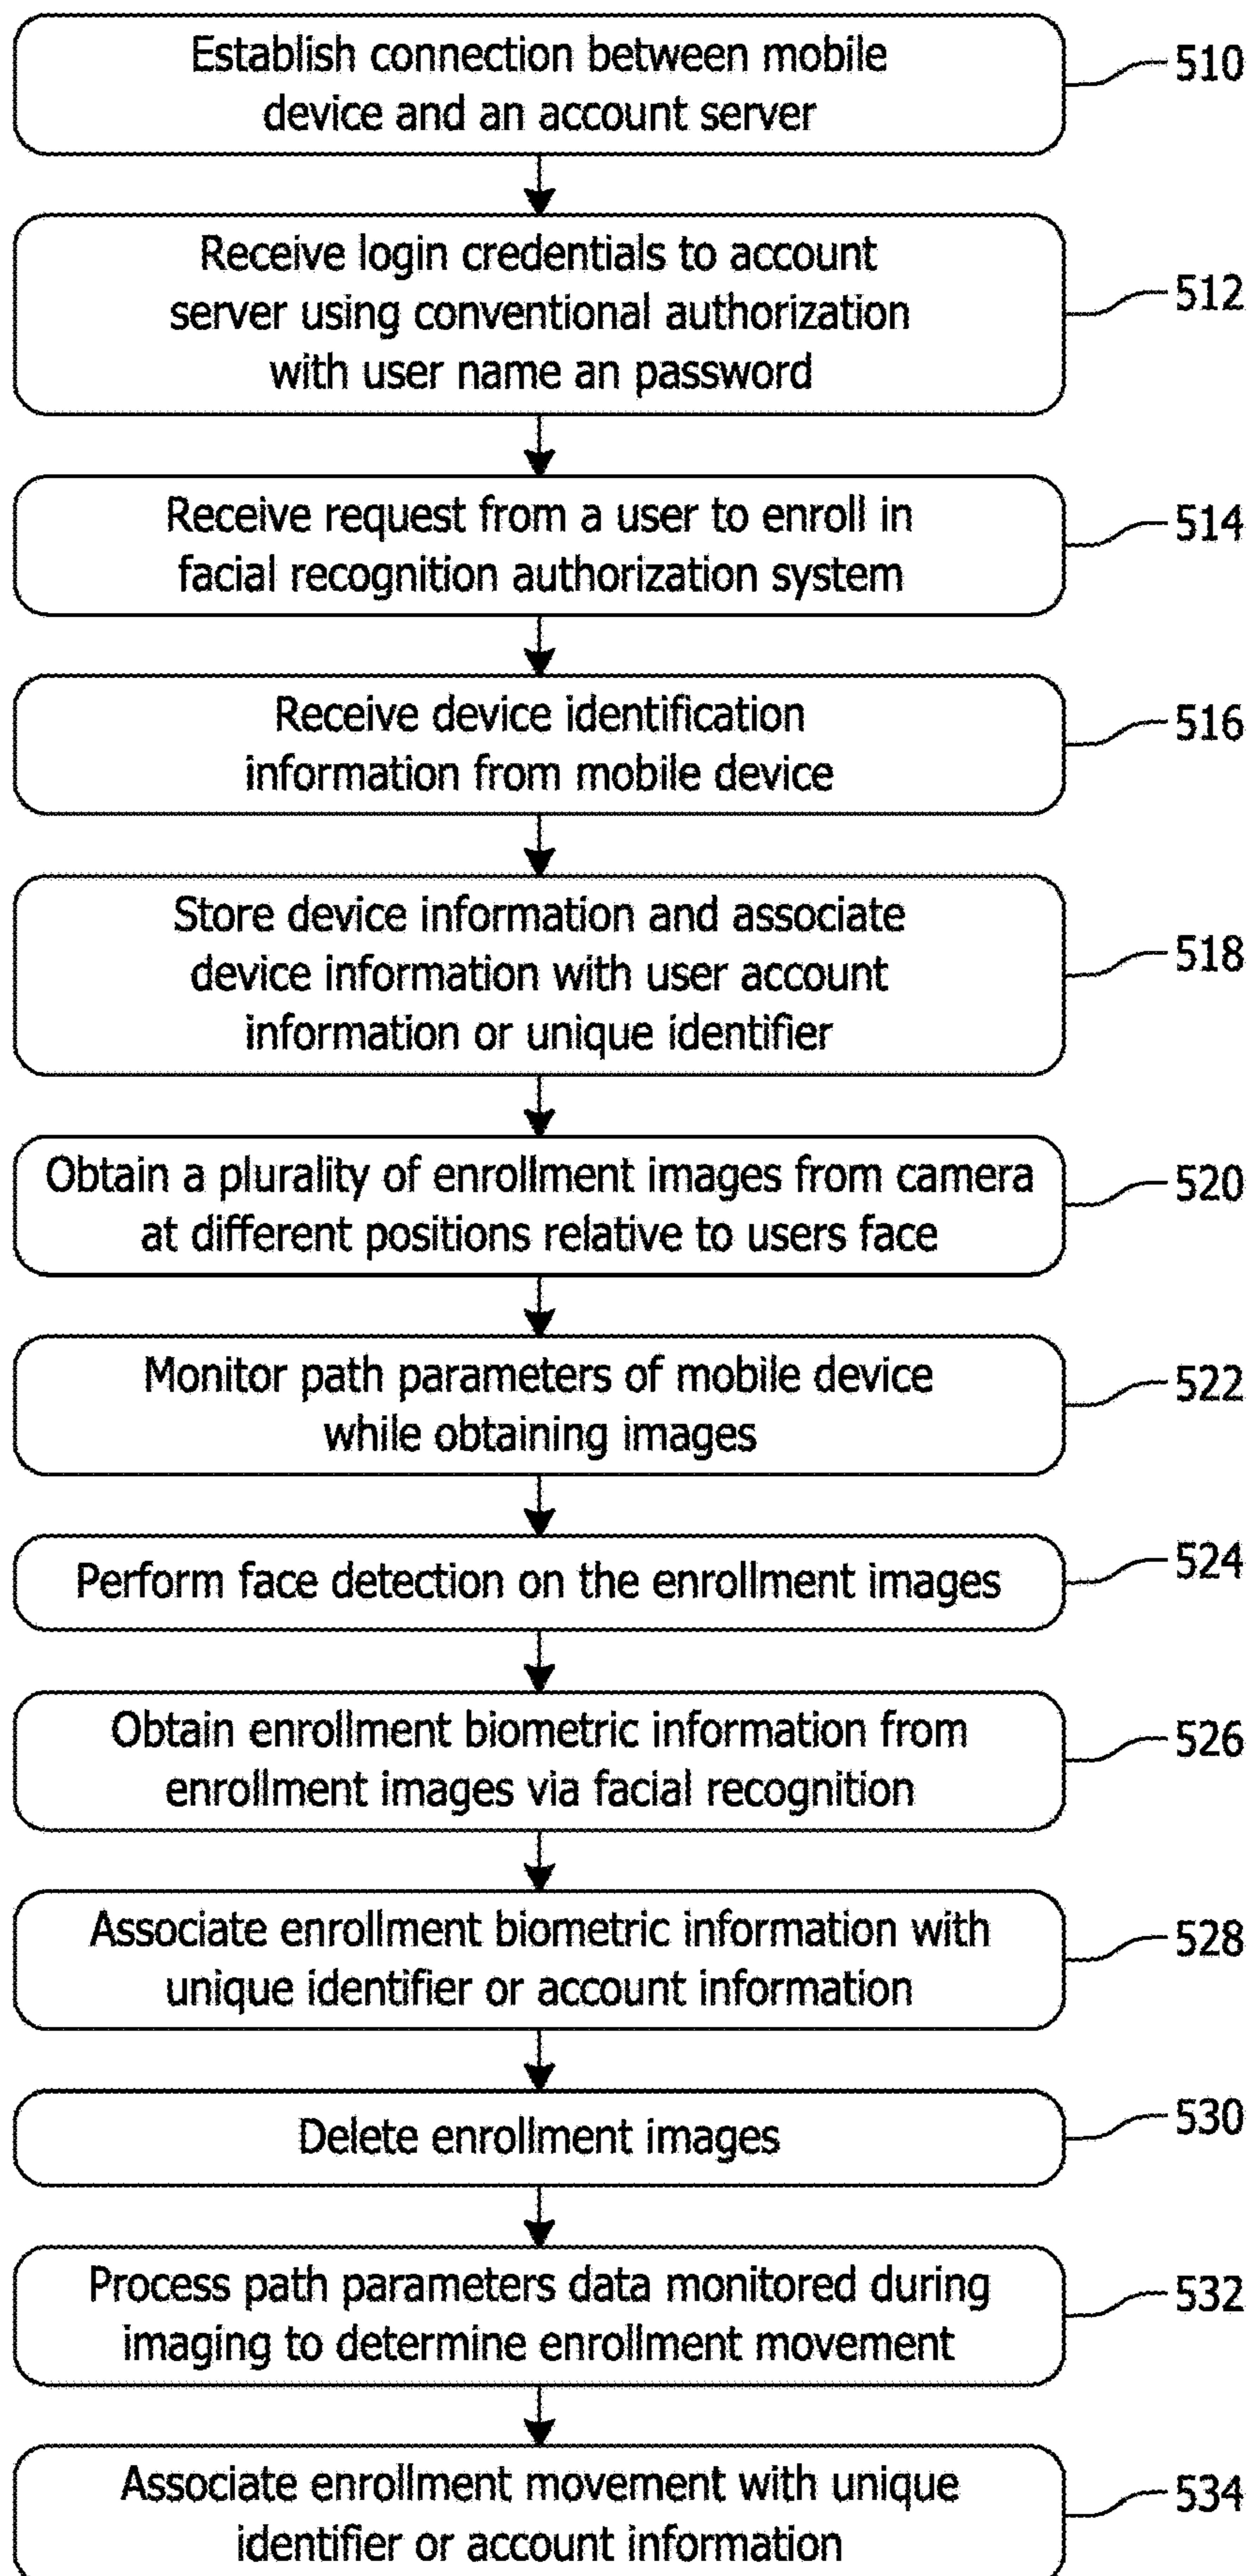 Establish connection between mobile
device and an account server
510
Receive login credentials to account
server using conventional authorization
with user name an password
512
Receive request from a user to enroll in
facial recognition authorization system
514
Receive device identification
information from mobile device
516
Store device information and associate
device information with user account
information or unique identifier
518
Obtain a plurality of enrollment images from camera
at different positions relative to users face
520
Monitor path parameters of mobile device
while obtaining images
522
Perform face detection on the enrollment images
524
Obtain enrollment biometric information from
enrollment images via facial recognition
526
Associate enrollment biometric information with
unique identifier or account information
528
Delete enrollment images
530
Process path parameters data monitored during
imaging to determine enrollment movement
532
Associate enrollment movement with unique
identifier or account information
534